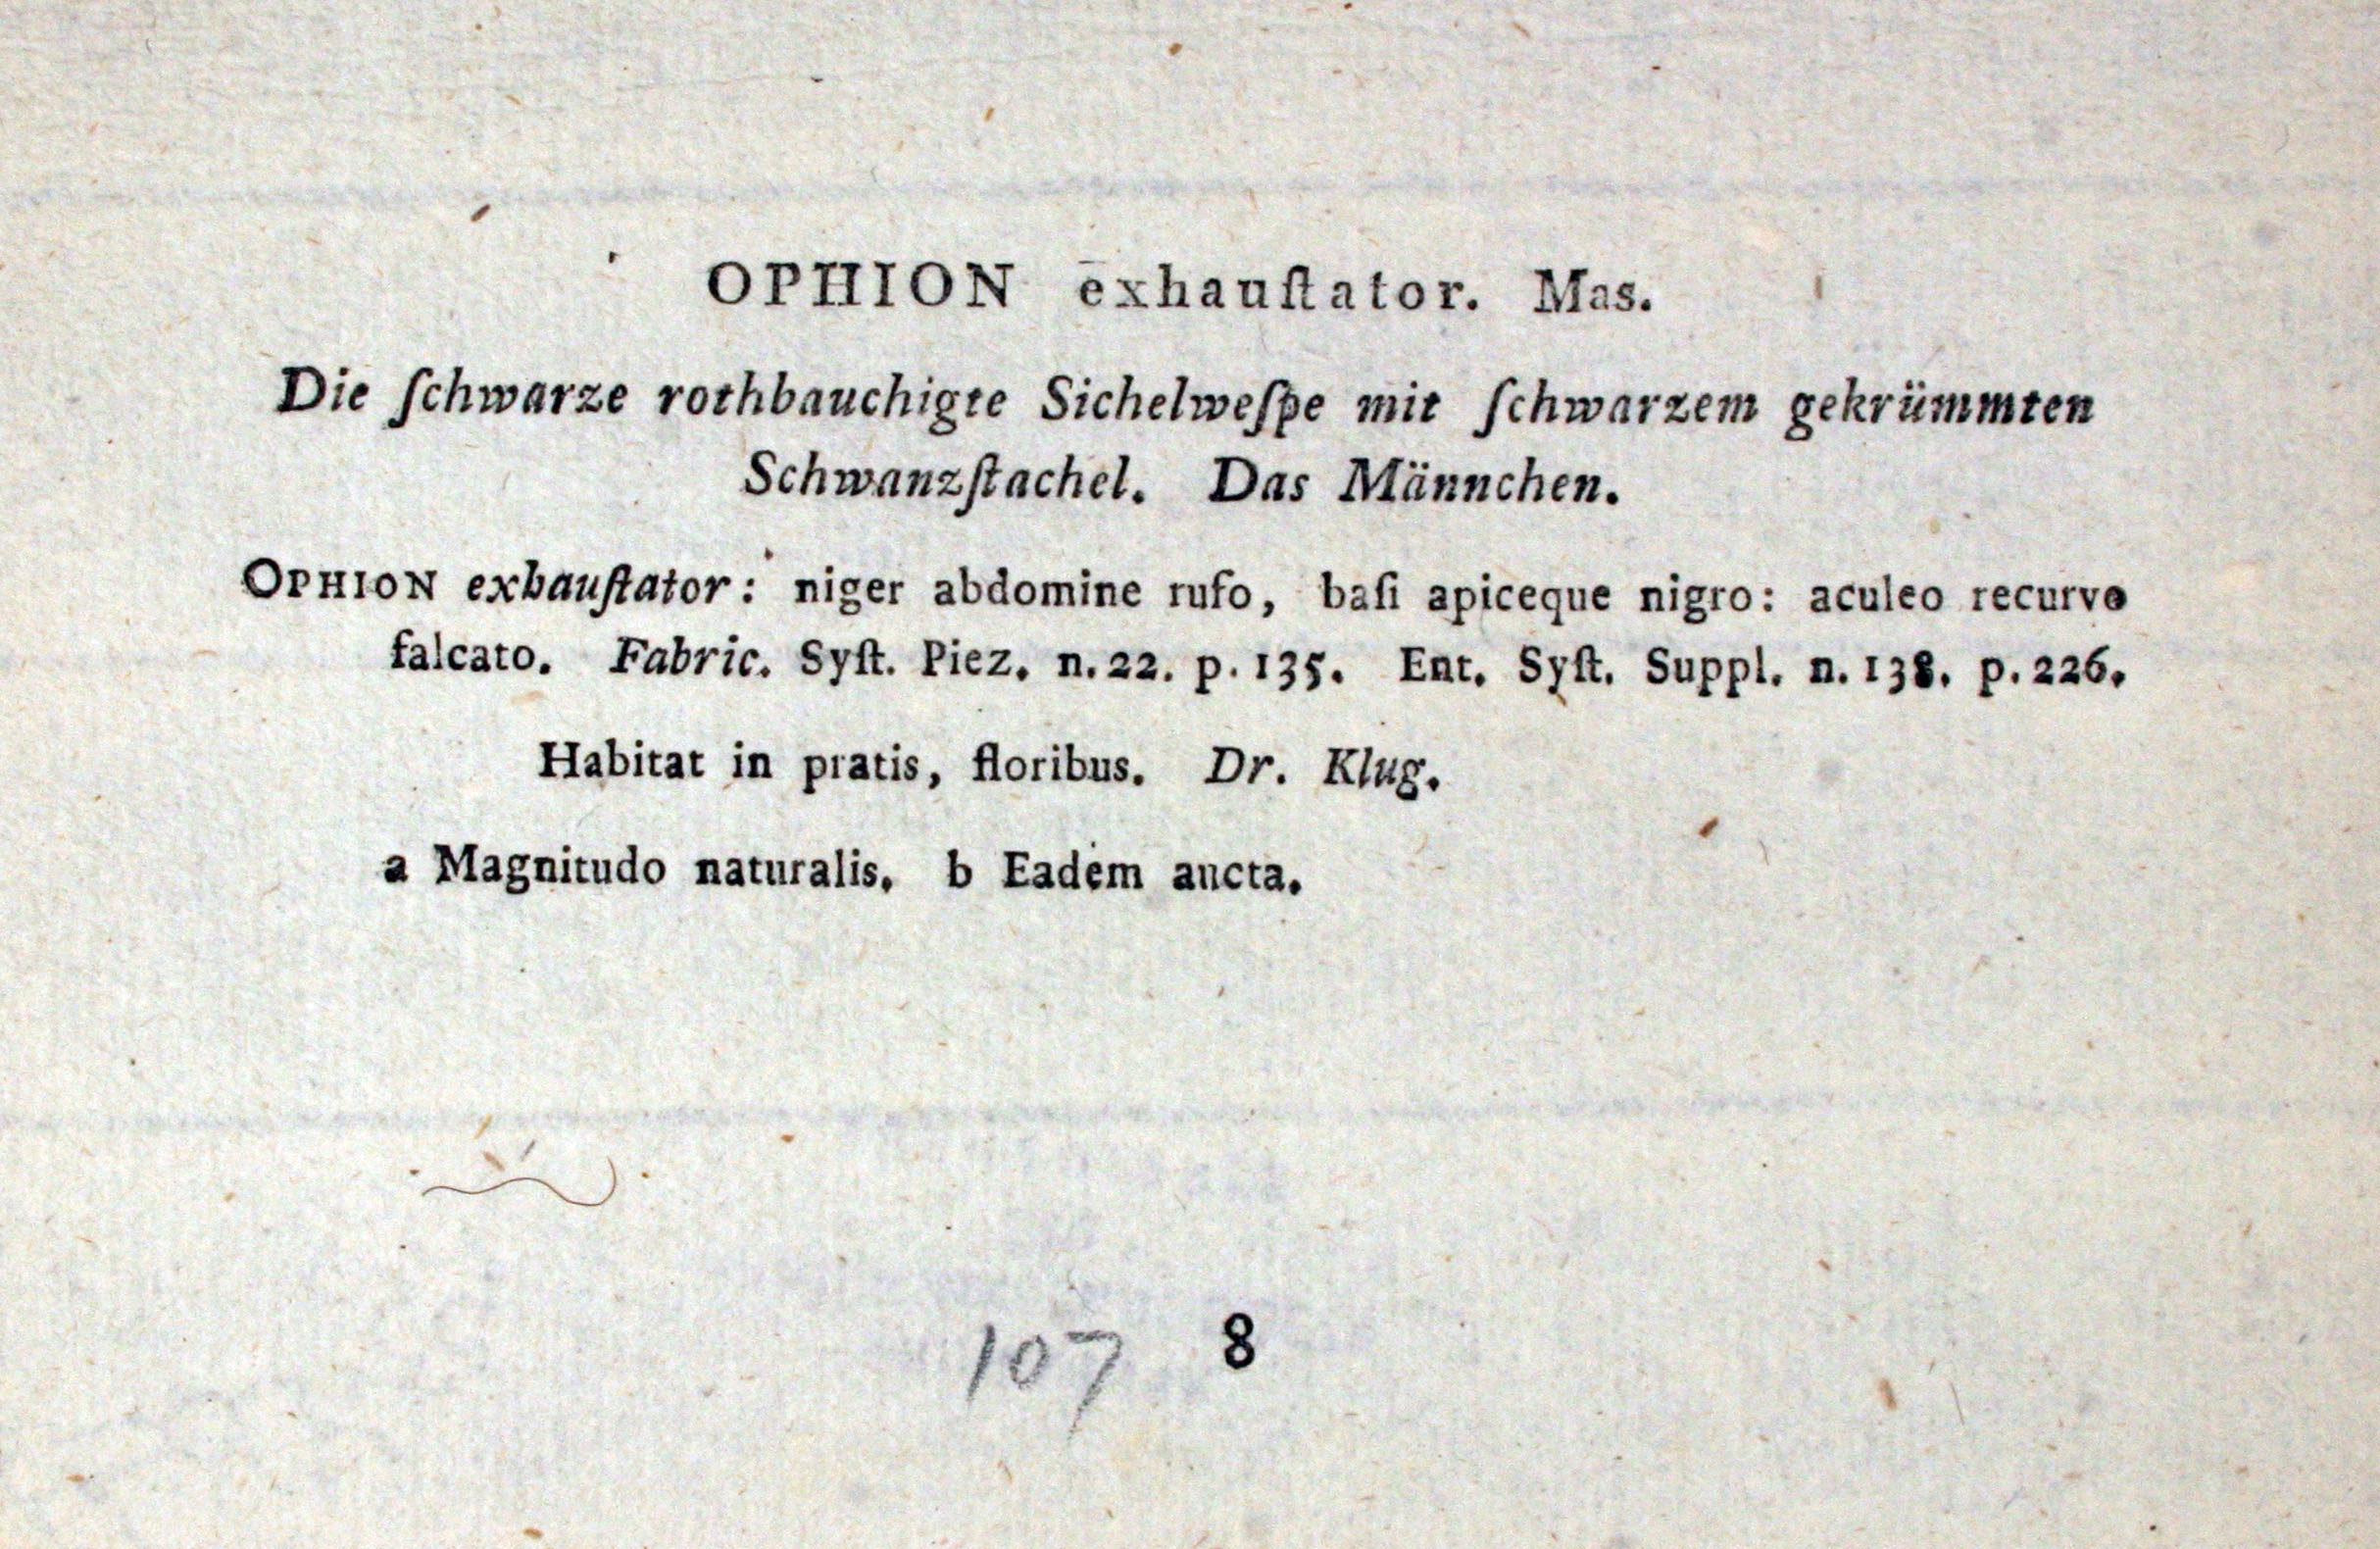 OPHION exhauſtator. Mas.
Die ſchwarze rothbauchigte Sichelweſpe mit ſchwarzem gekrümmten
Schwanzſtachel. Das Männchen.
OPHION exhauſtator: niger abdomine rufo, baſi apiceque nigro: aculeo recurvo
falcato. Fabric. Syſt. Piez. n. 22. p. 135. Ent. Syſt. Suppl. n. 138. p. 226.
Habitat in pratis, floribus. Dr. Klug.
a Magnitudo naturalis. b Eadem aucta.
107 8